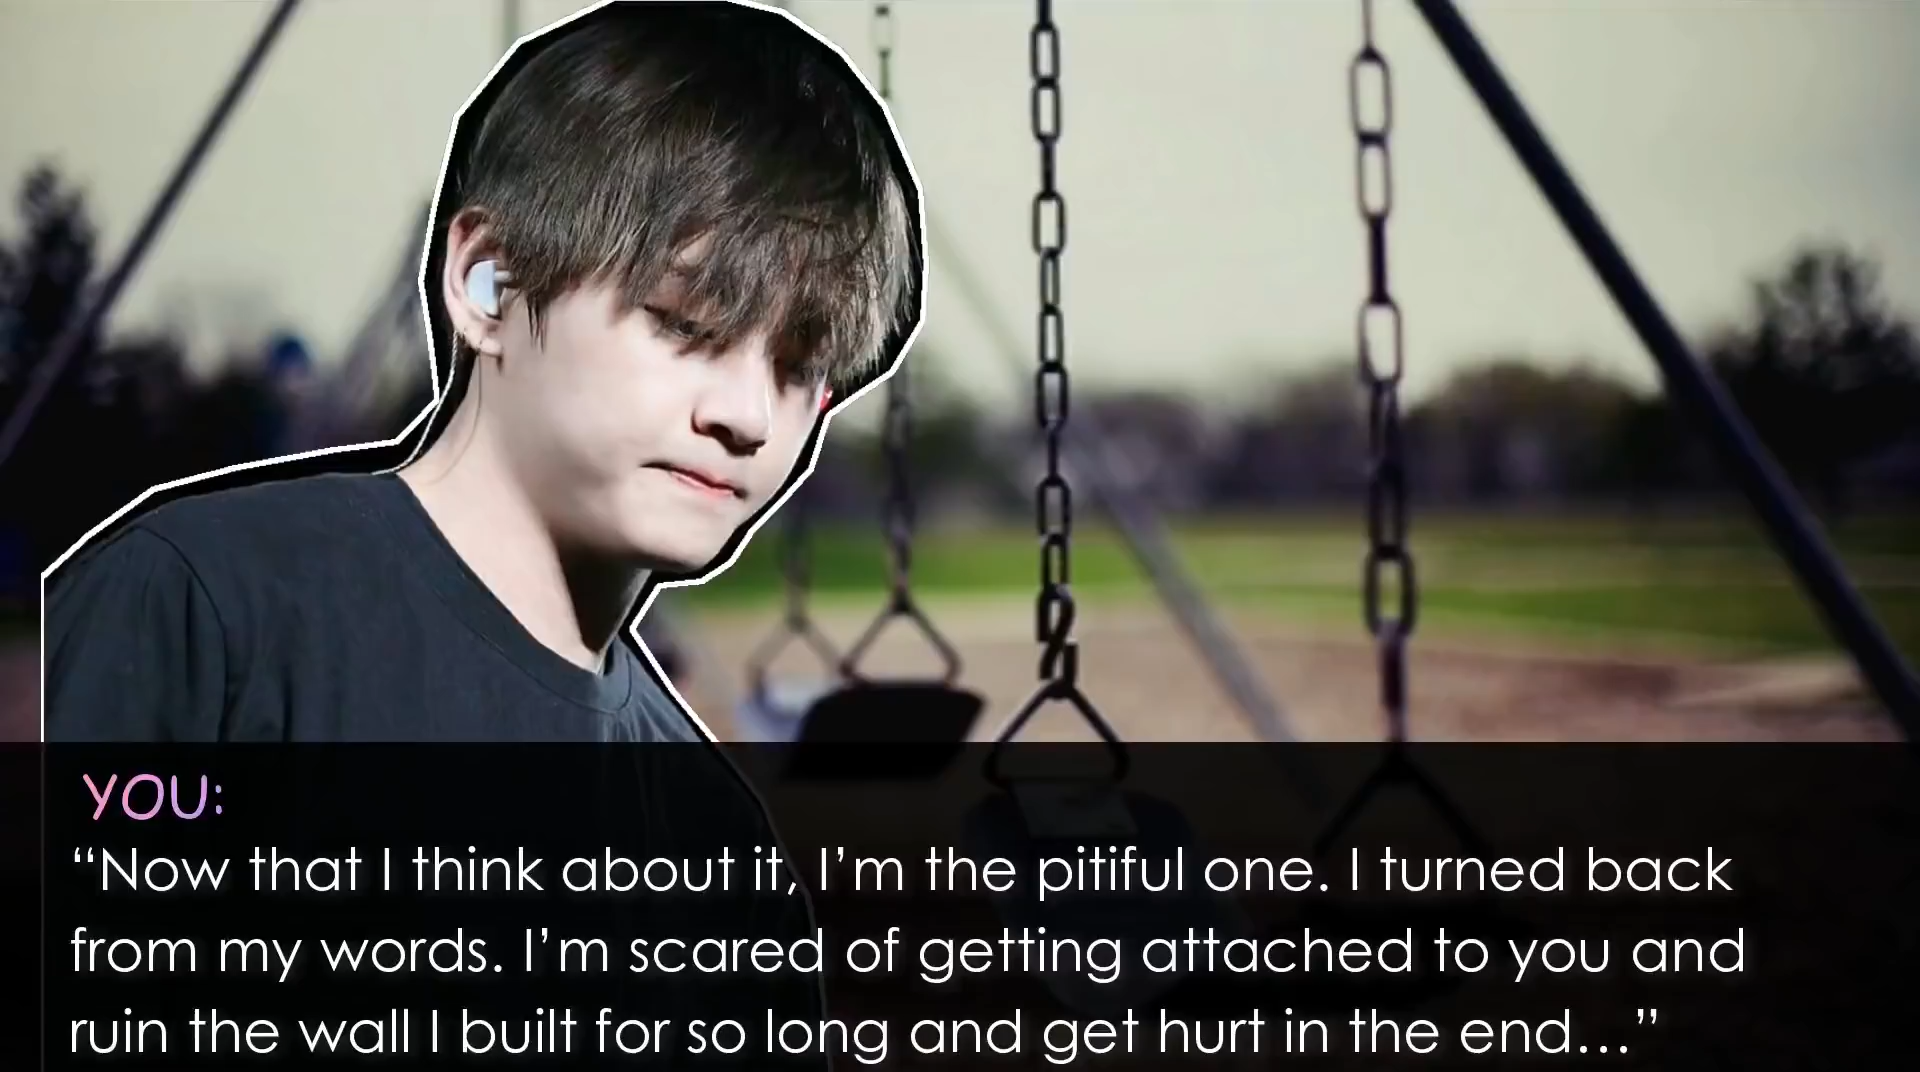 YOU:
“Now that I think about it, I’m the pitiful one. I turned back
from my words. I’m scared of getting attached to you and
ruin the wall I built for so long and get hurt in the end…”